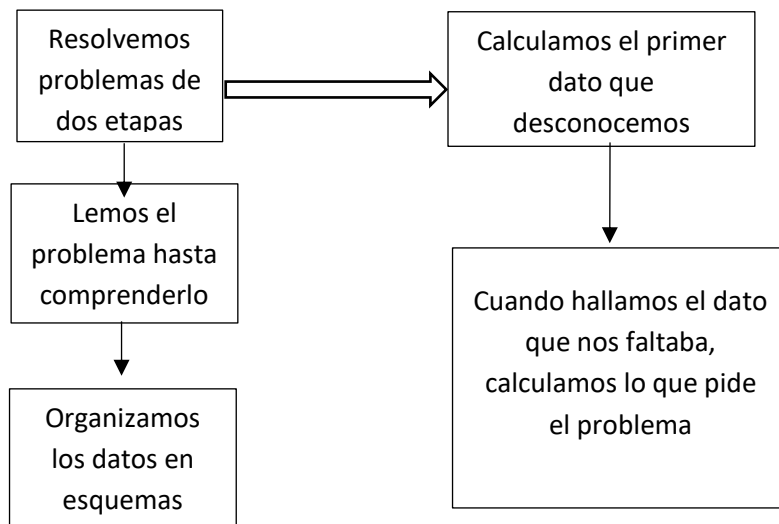 Resolvemos
problemas de
dos etapas
Lemos el
problema hasta
comprenderlo
Organizamos
los datos en
esquemas
Calculamos el primer
dato que
desconocemos
Cuando hallamos el dato
que nos faltaba,
calculamos lo que pide
el problema